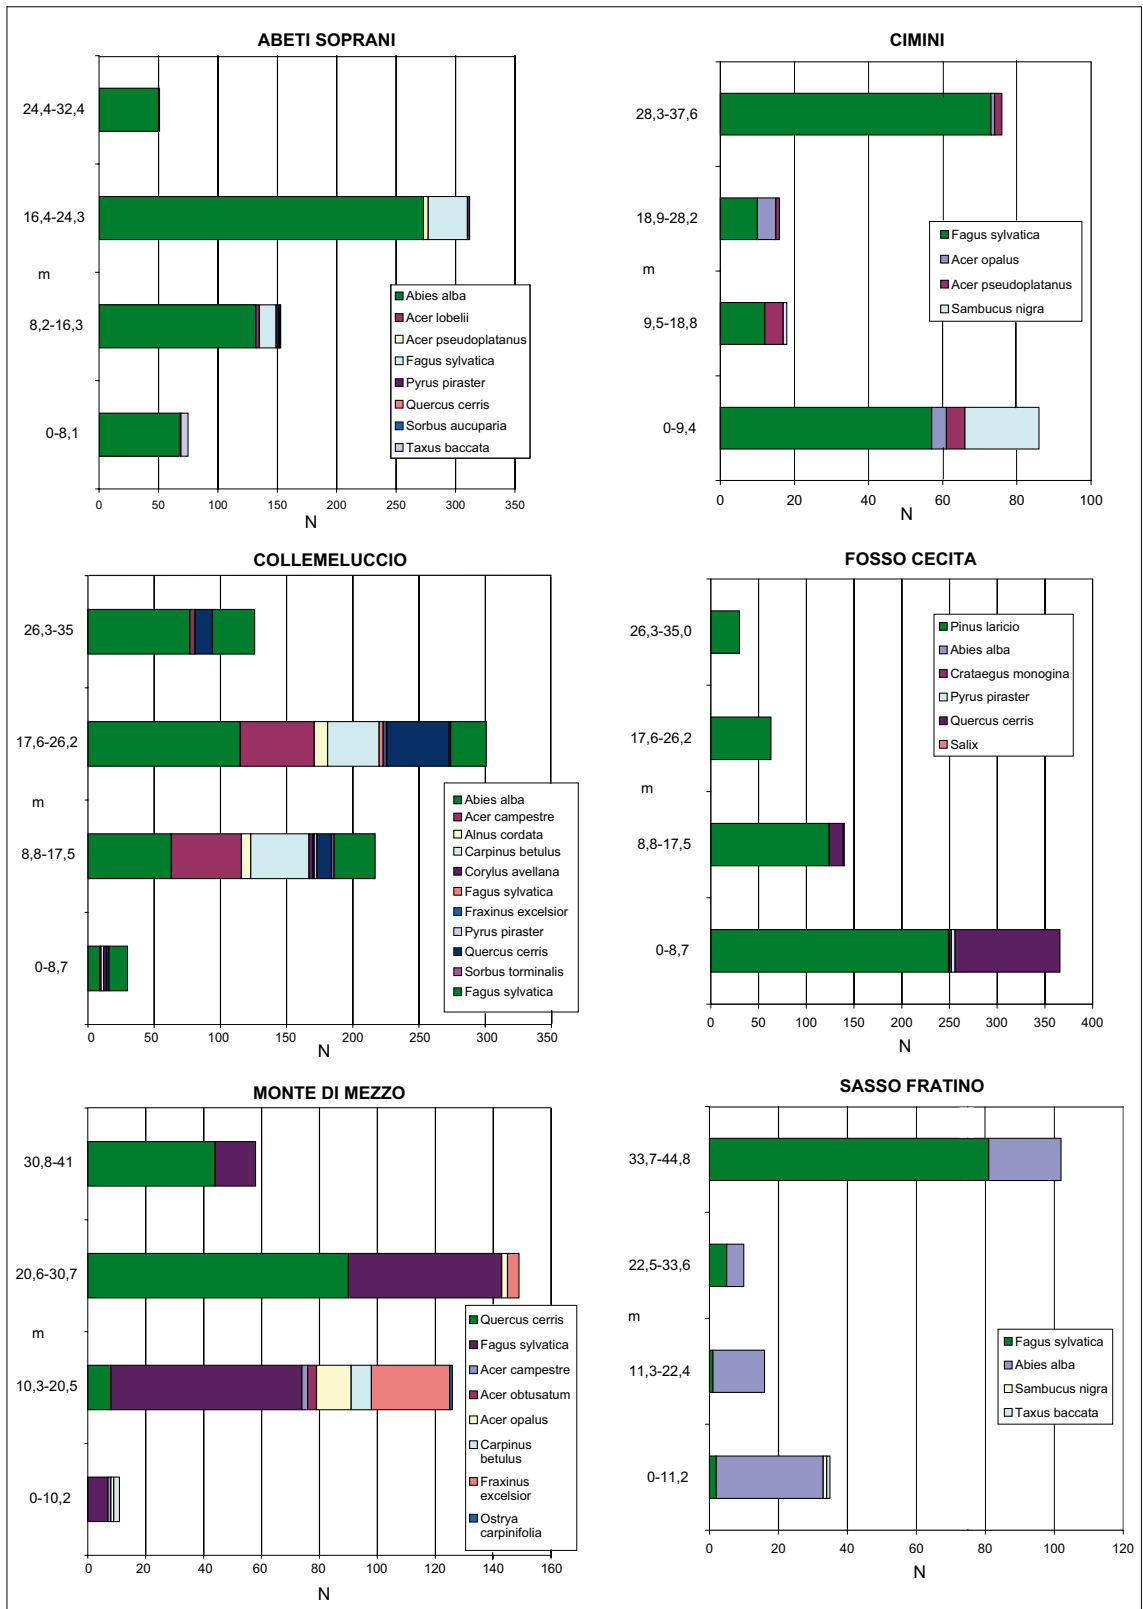 ABETI SOPRANI
24,4-32,4
16,4-24,3
m
8,2-16,3
0-8,1
0 50 100 150 200 250 300 350
N
Abies alba
Acer lobelii
Acer pseudoplatanus
Fagus sylvatica
Pyrus piraster
Quercus cerris
Sorbus aucuparia
Taxus baccata
CIMINI
28,3-37,6
18,9-28,2
m
9,5-18,8
0-9,4
0 20 40 60 80 100
N
Fagus sylvatica
Acer opalus
Acer pseudoplatanus
Sambucus nigra
COLLEMELUCCIO
26,3-35
17,6-26,2
m
8,8-17,5
0-8,7
0 50 100 150 200 250 300 350
N
Abies alba
Acer campestre
Alnus cordata
Carpinus betulus
Corylus avellana
Fagus sylvatica
Fraxinus excelsior
Pyrus piraster
Quercus cerris
Sorbus torminalis
Fagus sylvatica
FOSSO CECITA
26,3-35,0
17,6-26,2
m
8,8-17,5
0-8,7
0 50 100 150 200 250 300 350 400
N
Pinus laricio
Abies alba
Crataegus monogina
Pyrus piraster
Quercus cerris
Salix
MONTE DI MEZZO
30,8-41
20,6-30,7
m
10,3-20,5
0-10,2
0 20 40 60 80 100 120 140 160
N
Quercus cerris
Fagus sylvatica
Acer campestre
Acer obtusatum
Acer opalus
Carpinus
betulus
Fraxinus
excelsior
Ostrya
carpinifolia
SASSO FRATINO
33,7-44,8
22,5-33,6
m
11,3-22,4
0-11,2
0 20 40 60 80 100 120
N
Fagus sylvatica
Abies alba
Sambucus nigra
Taxus baccata